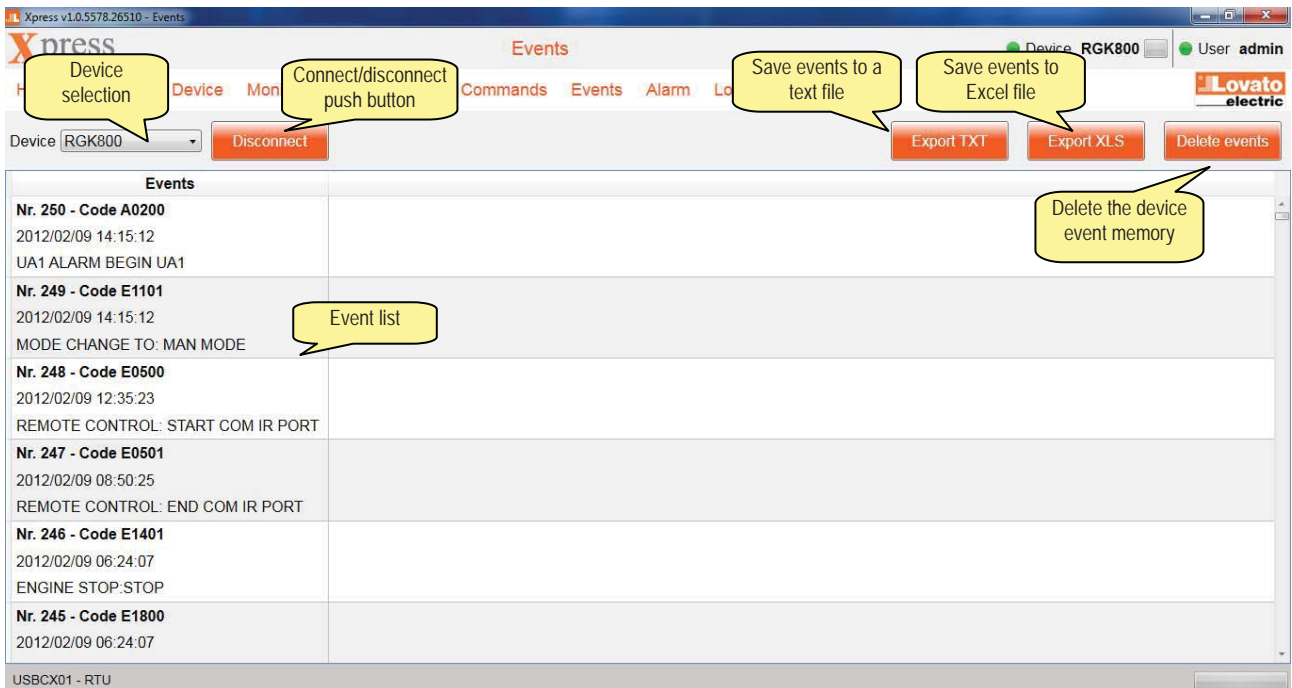 Xpress v1.0.5578.26510 - Events
Xpress
Events
Device RGK800
User admin
Device selection
Connect/disconnect push button
Save events to a text file
Save events to Excel file
Device
Commands
Events
Alarm
Lovato
electric
Device RGK800
Disconnect
Export TXT
Export XLS
Delete events
Events
Delete the device event memory
Nr. 250 - Code A0200
2012/02/09 14:15:12
UA1 ALARM BEGIN UA1
Nr. 249 - Code E1101
2012/02/09 14:15:12
MODE CHANGE TO: MAN MODE
Event list
Nr. 248 - Code E0500
2012/02/09 12:35:23
REMOTE CONTROL: START COM IR PORT
Nr. 247 - Code E0501
2012/02/09 08:50:25
REMOTE CONTROL: END COM IR PORT
Nr. 246 - Code E1401
2012/02/09 06:24:07
ENGINE STOP:STOP
Nr. 245 - Code E1800
2012/02/09 06:24:07
USBCX01 - RTU